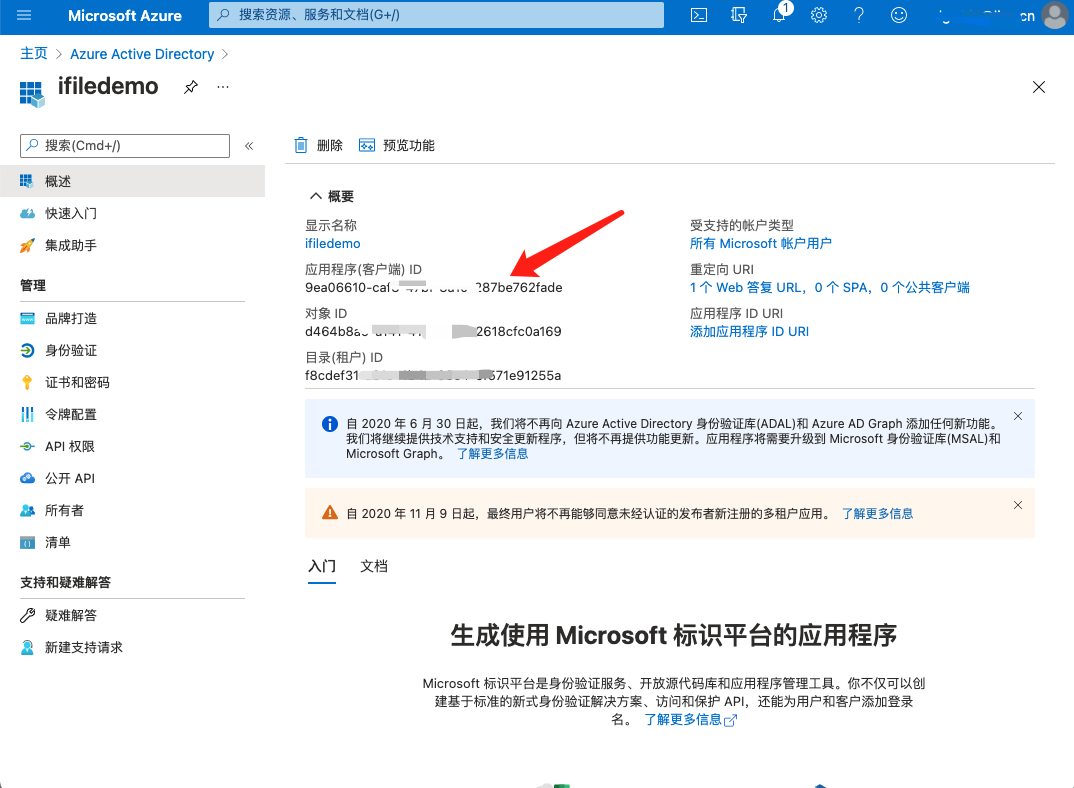 Microsoft Azure
搜索资源、服务和文档(G+/)
1
cn
主页 > Azure Active Directory >
ifiledemo
...
搜索(Cmd+/)
«
删除
预览功能
概述
快速入门
集成助手
管理
品牌打造
身份验证
证书和密码
令牌配置
API 权限
公开 API
所有者
清单
支持和疑难解答
疑难解答
新建支持请求
概要
显示名称
ifiledemo
应用程序(客户端) ID
9ea06610- 287be762fade
对象 ID
d464b8a 2618cfc0a169
目录(租户) ID
f8cdef31 571e91255a
受支持的帐户类型
所有 Microsoft 帐户用户
重定向 URI
1 个 Web 答复 URL，0 个 SPA，0 个公共客户端
应用程序 ID URI
添加应用程序 ID URI
自 2020 年 6 月 30 日起，我们将不再向 Azure Active Directory 身份验证库(ADAL)和 Azure AD Graph 添加任何新功能。
我们将继续提供技术支持和安全更新程序，但将不再提供功能更新。应用程序将需要升级到 Microsoft 身份验证库(MSAL)和
Microsoft Graph。 了解更多信息
自 2020 年 11 月 9 日起，最终用户将不再能够同意未经认证的发布者新注册的多租户应用。 了解更多信息
入门 文档
生成使用 Microsoft 标识平台的应用程序
Microsoft 标识平台是身份验证服务、开放源代码库和应用程序管理工具。你不仅可以创
建基于标准的新式身份验证解决方案、访问和保护 API，还能为用户和客户添加登录
名。 了解更多信息